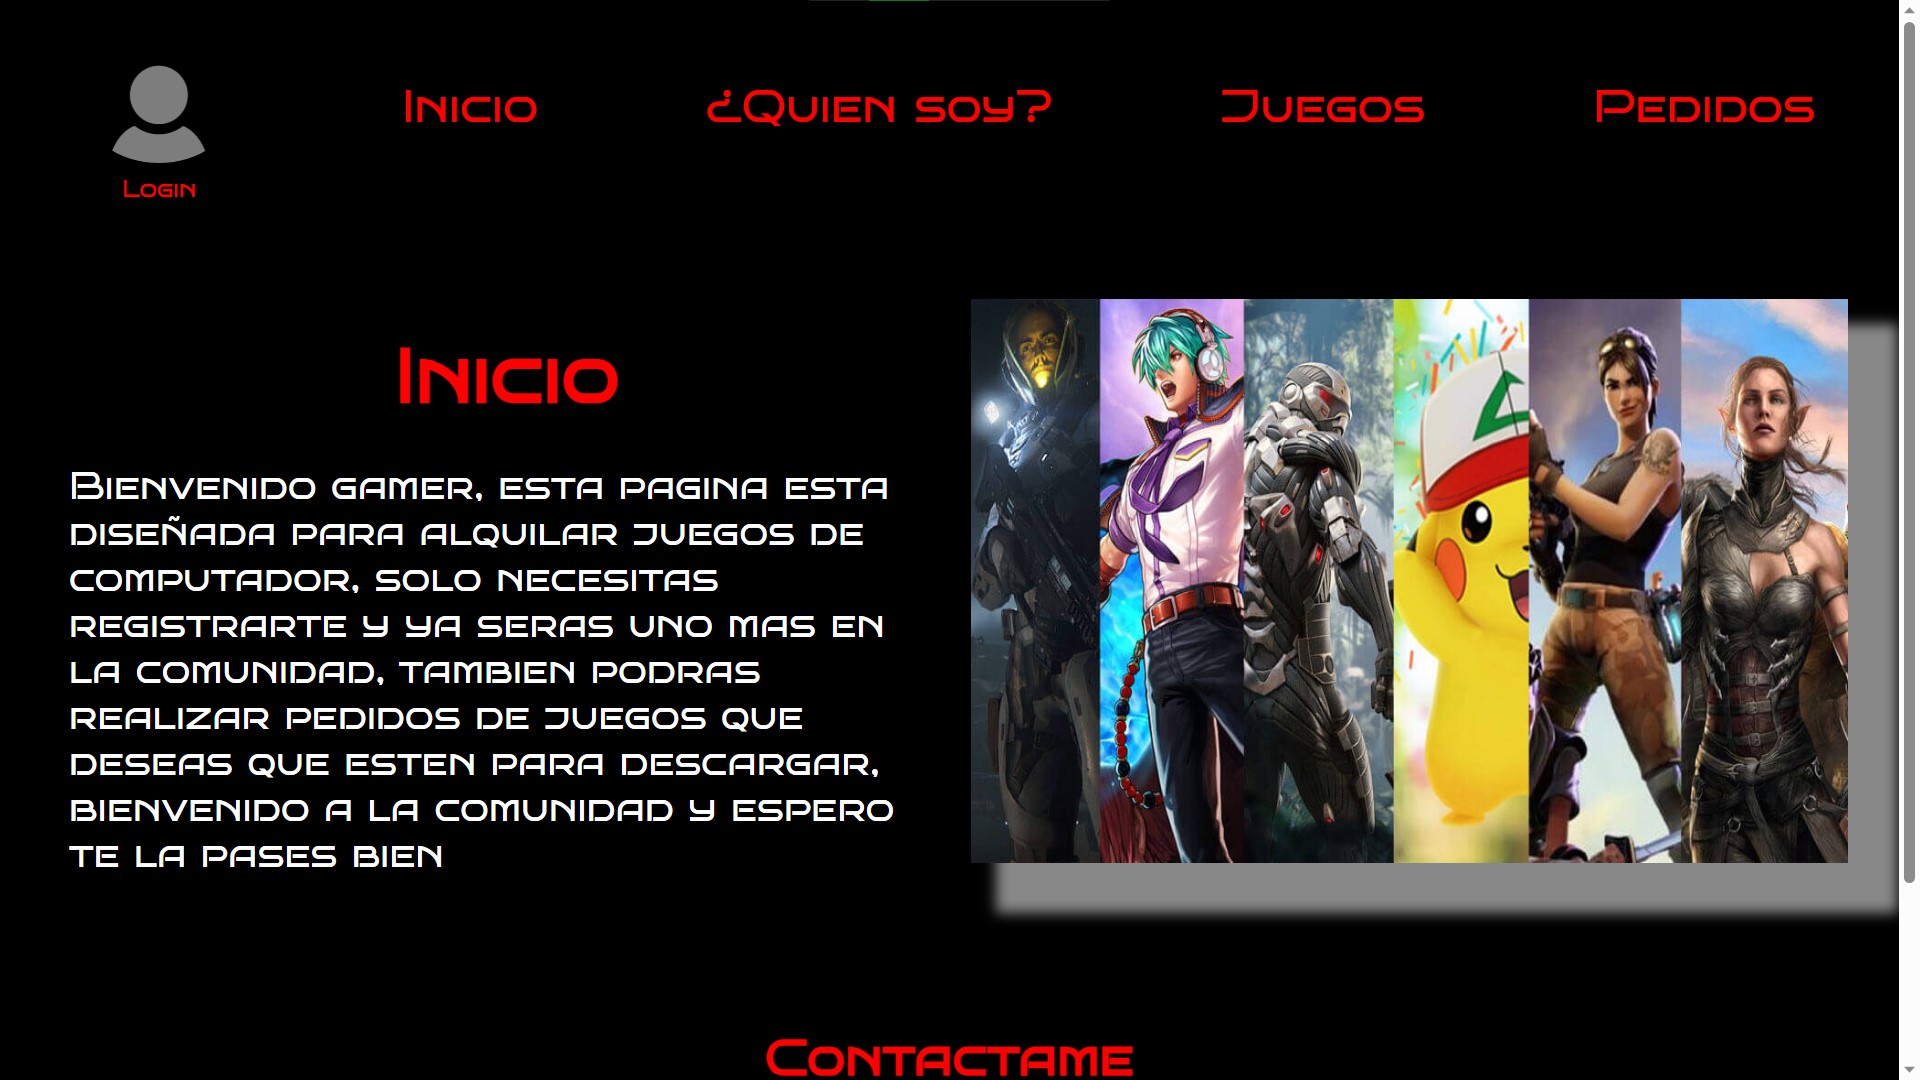 Inicio
¿Quien soy?
Juegos
Pedidos
Login
Inicio
Bienvenido gamer, esta pagina esta
diseñada para alquilar juegos de
computador, solo necesitas
registrarte y ya seras uno mas en
la comunidad, tambien podras
realizar pedidos de juegos que
deseas que esten para descargar,
bienvenido a la comunidad y espero
te la pases bien
Contactame